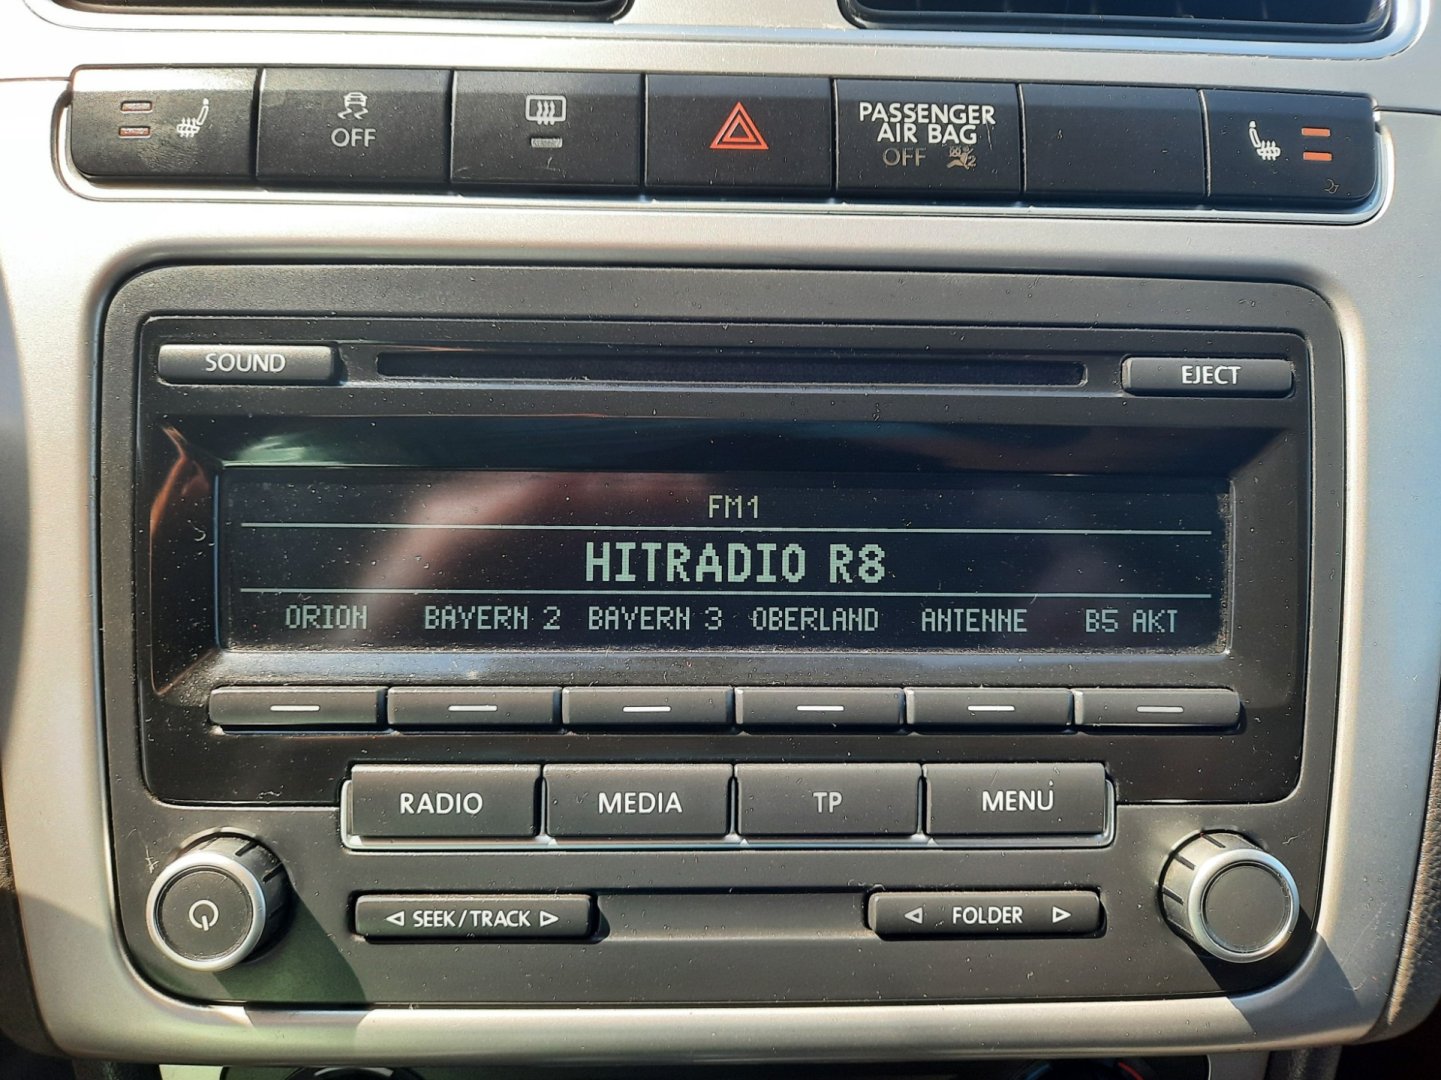 OFF
PASSENGER
AIR BAG
OFF
SOUND
EJECT
FM1
HITRADIO R8
ORION BAYERN 2 BAYERN 3 OBERLAND ANTENNE B5 AKT
RADIO MEDIA TP MENU
SEEK/TRACK FOLDER